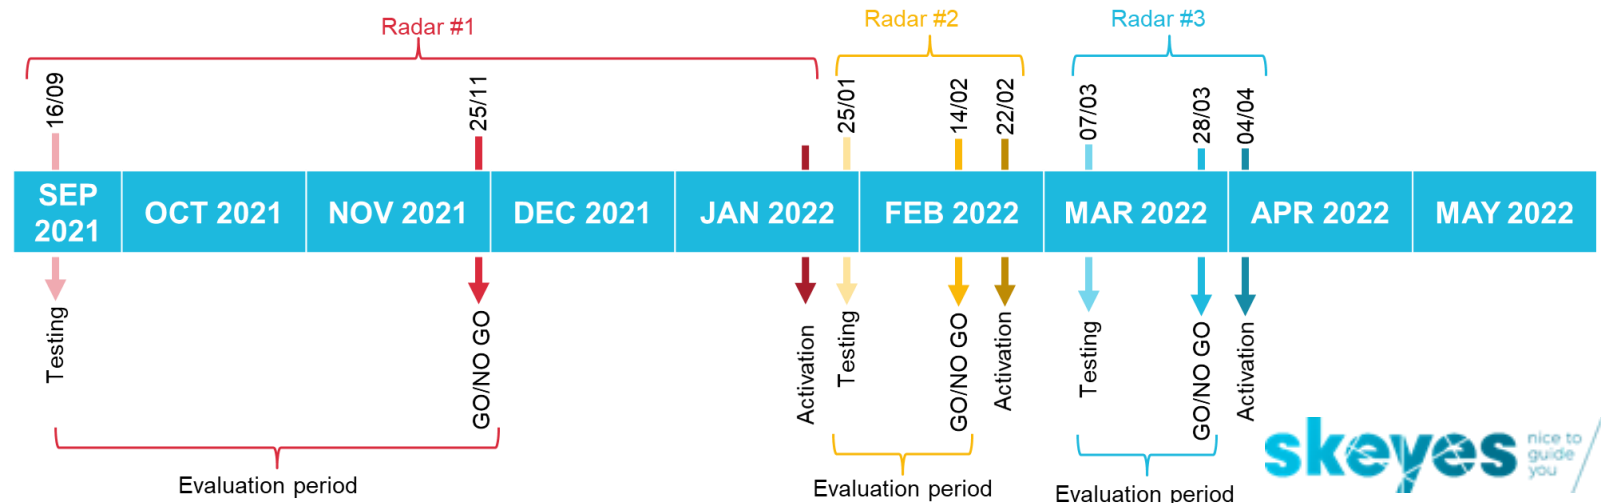 Radar #1
Radar #2
Radar #3
16/09
25/11
25/01
14/02
22/02
07/03
28/03
04/04
SEP
2021
OCT 2021
NOV 2021
DEC 2021
JAN 2022
FEB 2022
MAR 2022
APR 2022
MAY 2022
Testing
GO/NO GO
Activation
Testing
GO/NO GO
Activation
Testing
GO/NO GO
Activation
Evaluation period
Evaluation period
Evaluation period
skeyes
nice to
guide
you